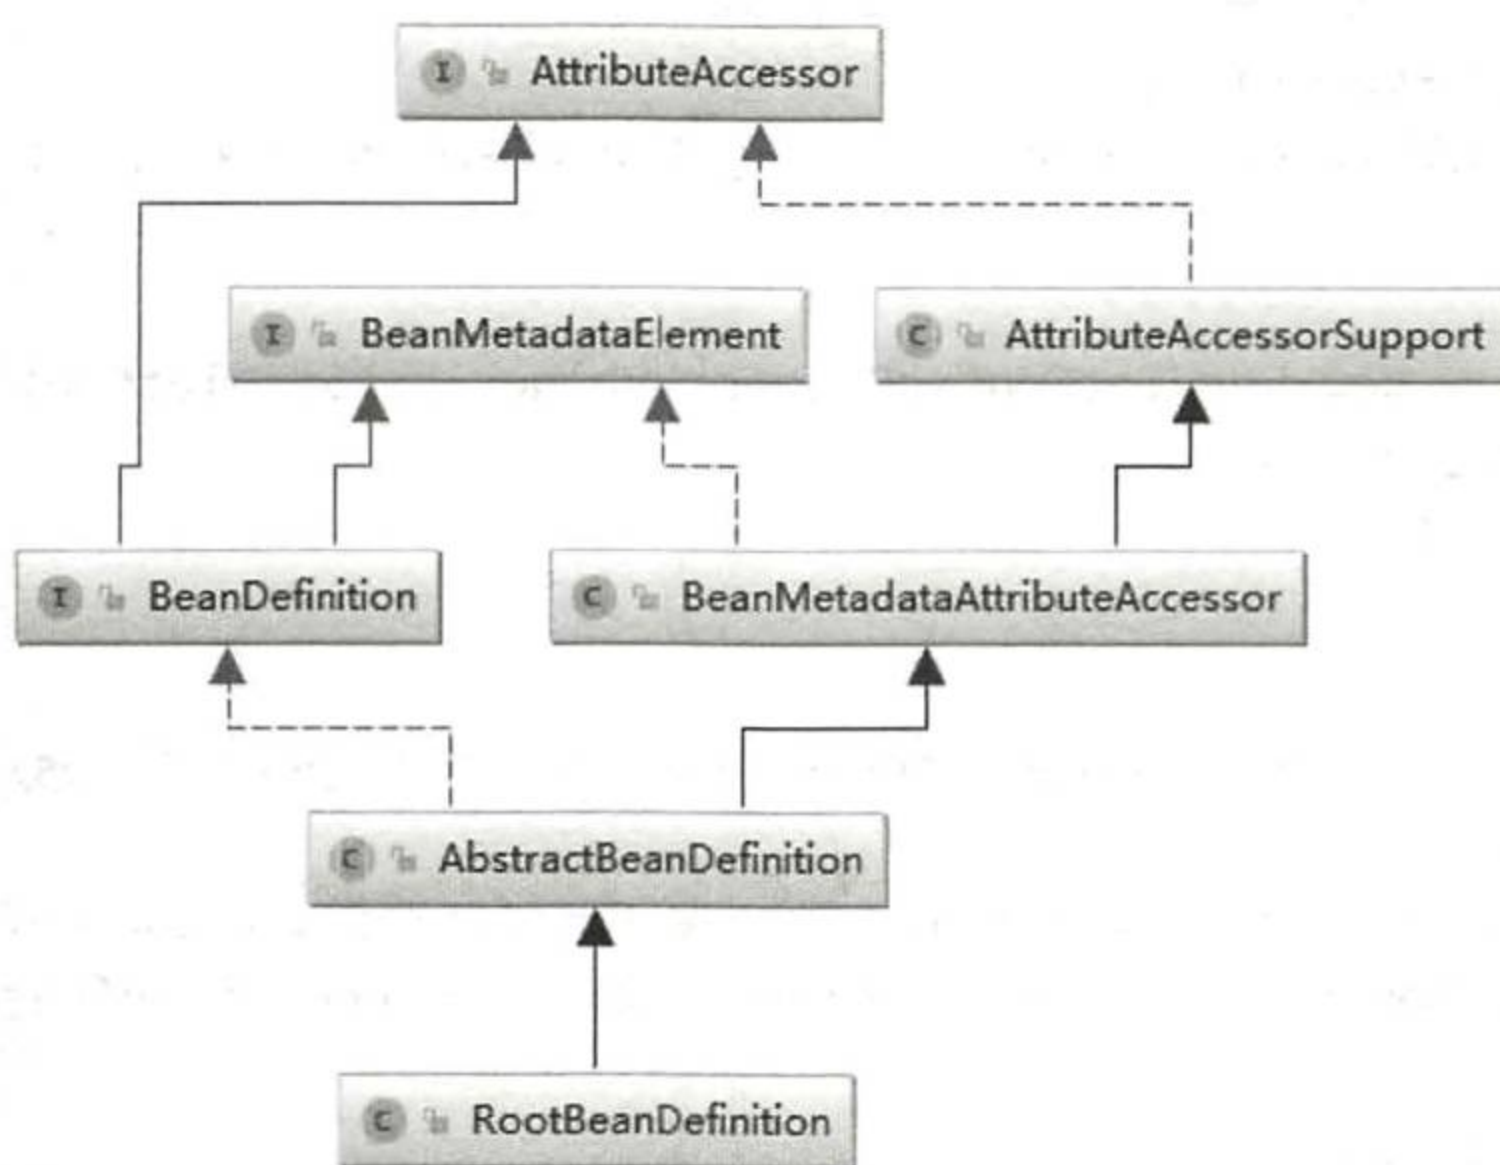 I AttributeAccessor
I BeanMetadataElement
C AttributeAccessorSupport
I BeanDefinition
C BeanMetadataAttributeAccessor
C AbstractBeanDefinition
C RootBeanDefinition